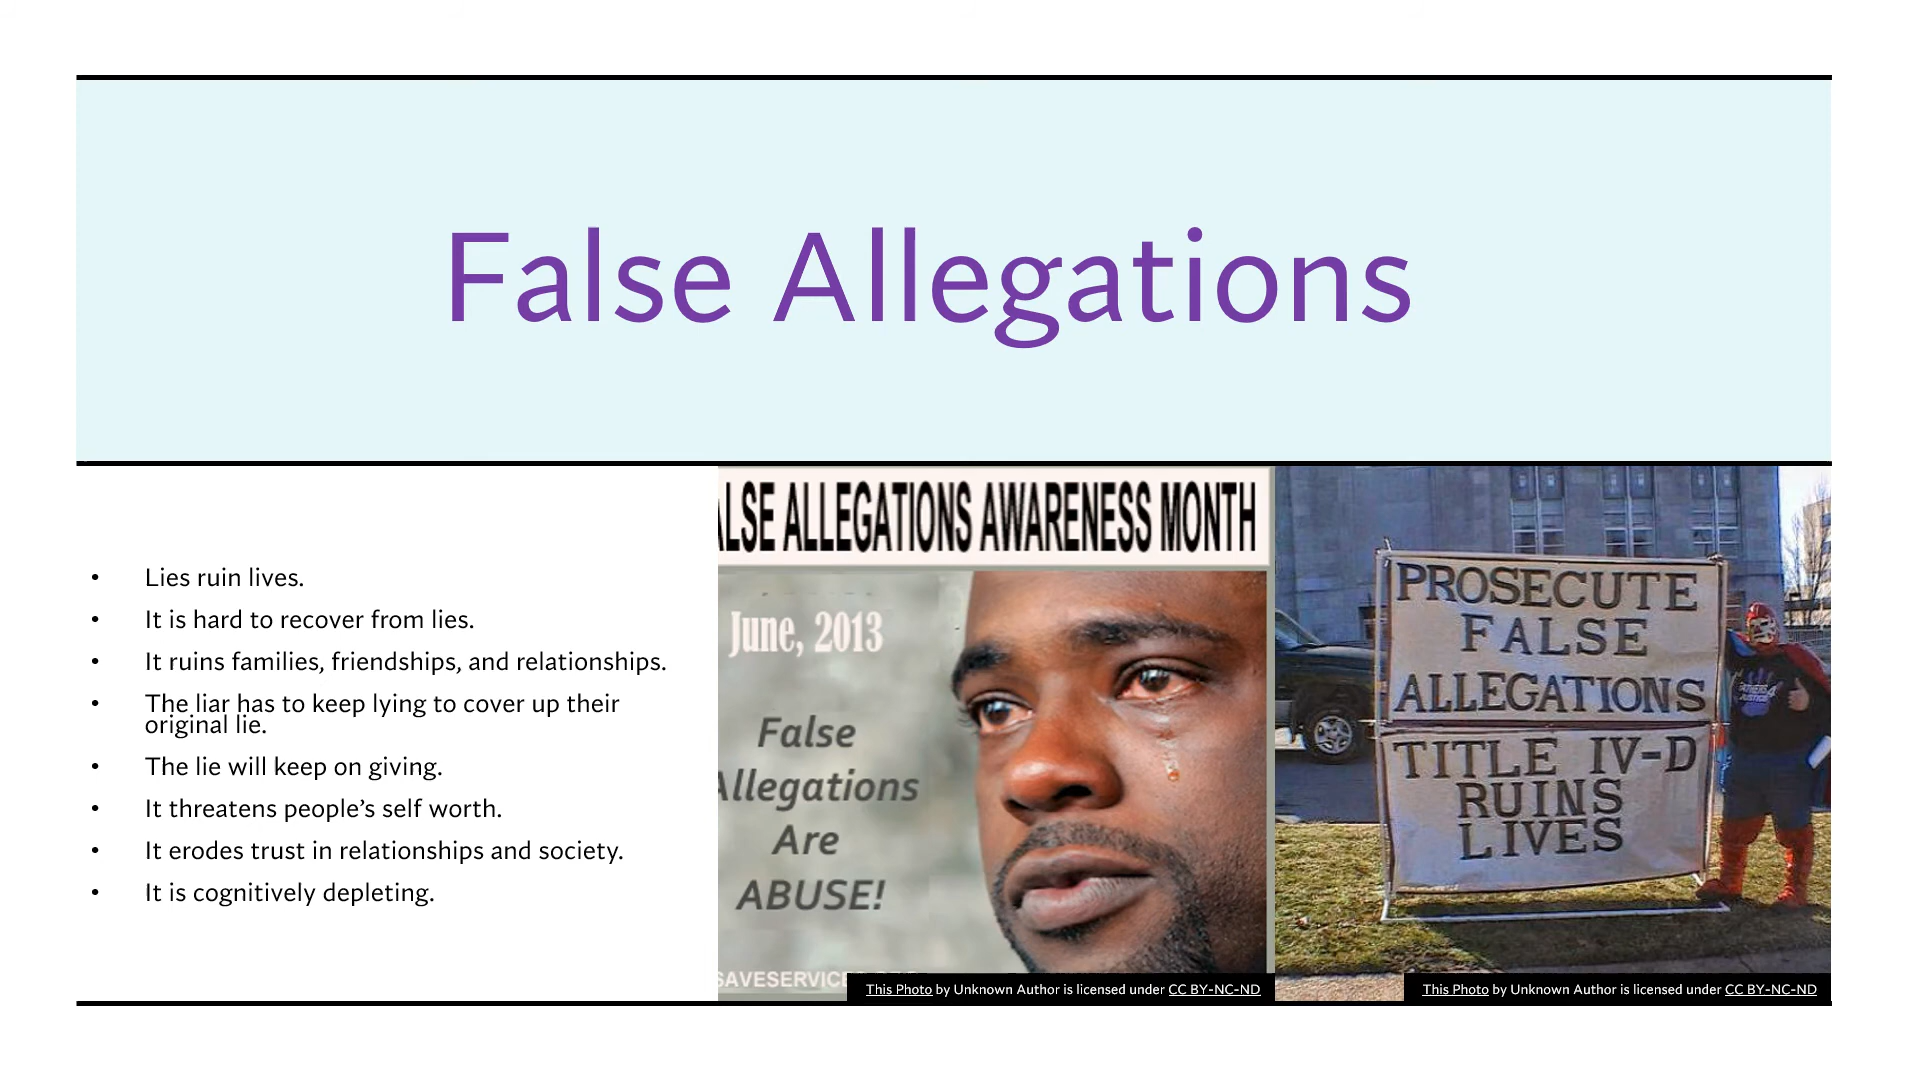 False Allegations
• Lies ruin lives.
• It is hard to recover from lies.
• It ruins families, friendships, and relationships.
• The liar has to keep lying to cover up their
original lie.
• The lie will keep on giving.
• It threatens people’s self worth.
• It erodes trust in relationships and society.
• It is cognitively depleting.
ALSE ALLEGATIONS AWARENESS MONTH
June, 2013
False
Allegations
Are
ABUSE!
This Photo by Unknown Author is licensed under CC BY-NC-ND
PROSECUTE
FALSE
ALLEGATIONS
TITLE IV-D
RUINS
LIVES
FATHERS 4
JUSTICE
This Photo by Unknown Author is licensed under CC BY-NC-ND